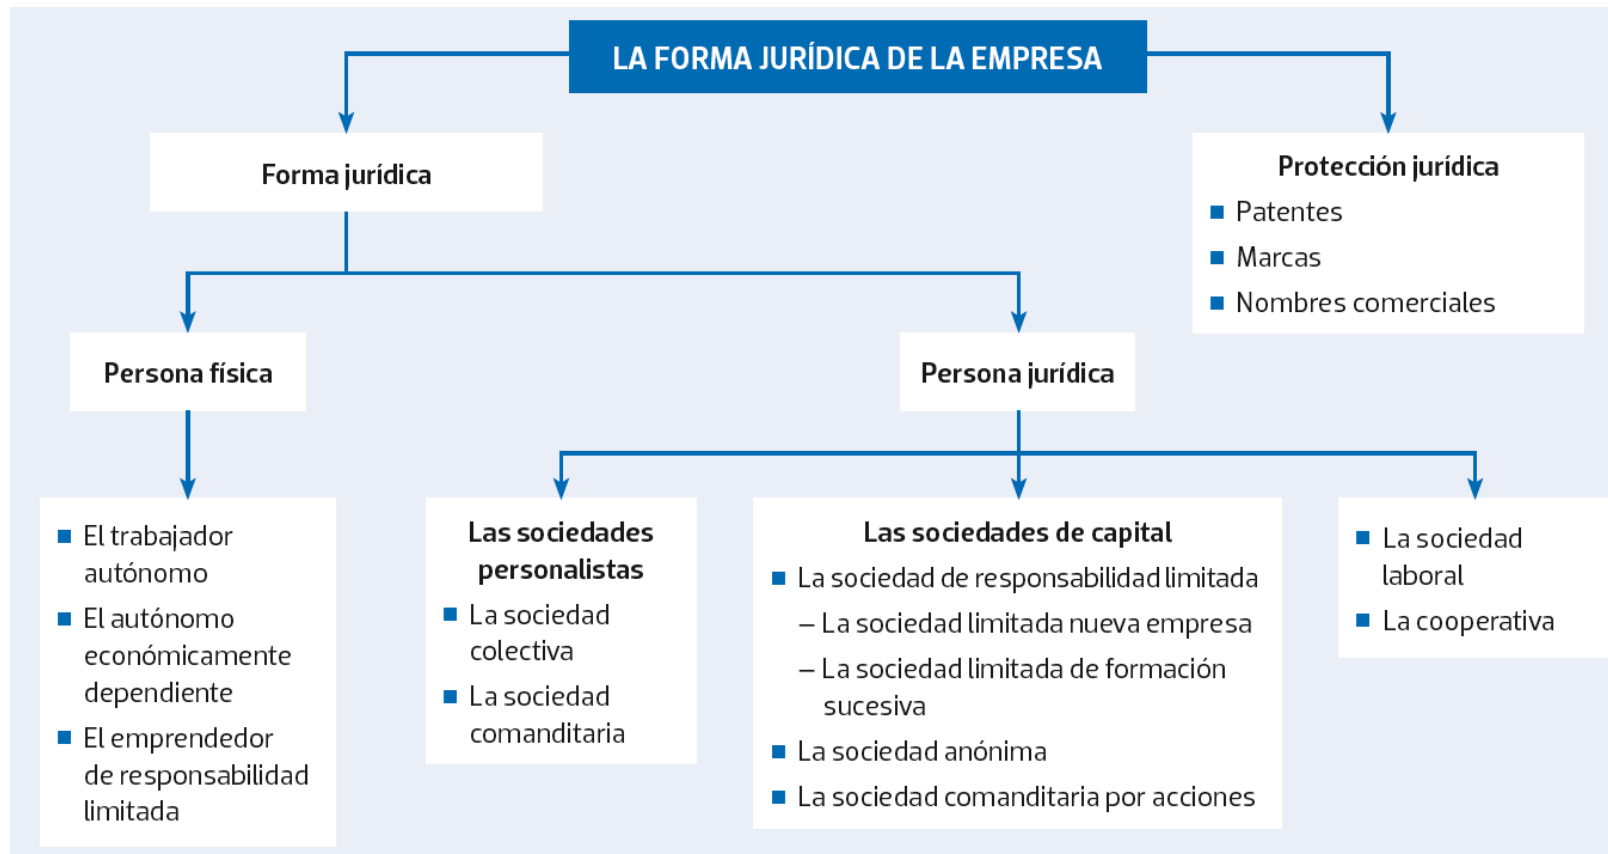 LA FORMA JURÍDICA DE LA EMPRESA
Forma jurídica
Protección jurídica
Patentes
Marcas
Nombres comerciales
Persona física
Persona jurídica
El trabajador
autónomo
El autónomo
económicamente
dependiente
El emprendedor
de responsabilidad
limitada
Las sociedades
personalistas
La sociedad
colectiva
La sociedad
comanditaria
Las sociedades de capital
La sociedad de responsabilidad limitada
– La sociedad limitada nueva empresa
– La sociedad limitada de formación
sucesiva
La sociedad anónima
La sociedad comanditaria por acciones
La sociedad
laboral
La cooperativa